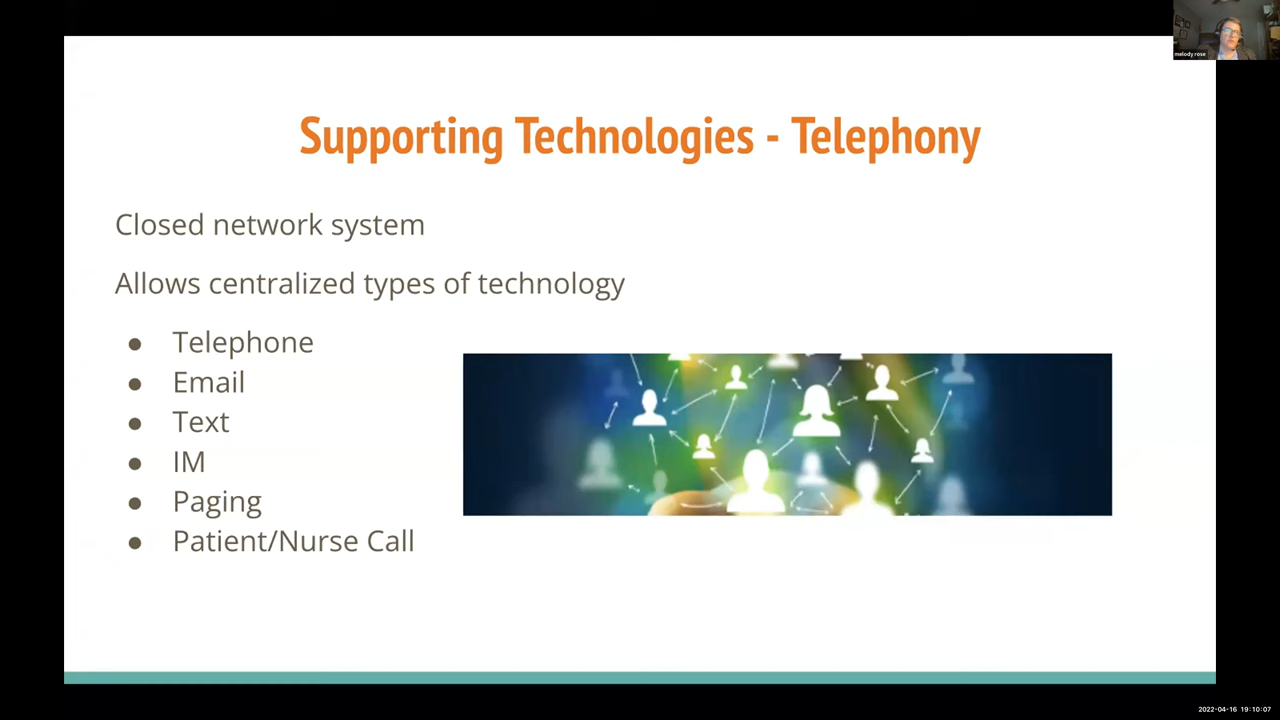 melody rose
Supporting Technologies - Telephony
Closed network system
Allows centralized types of technology
● Telephone
● Email
● Text
● IM
● Paging
● Patient/Nurse Call
2022-04-16 19:10:07